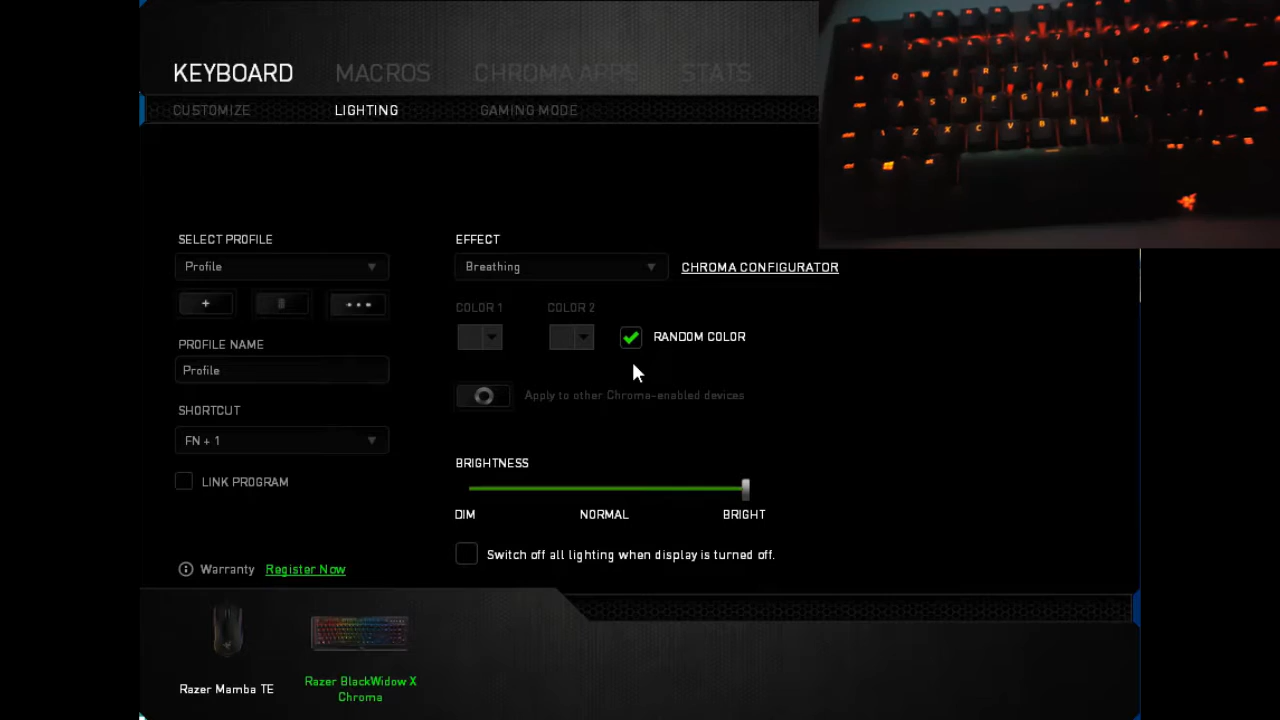 KEYBOARD MACROS CHROMA APPS STATS
CUSTOMIZE LIGHTING GAMING MODE
SELECT PROFILE
Profile
+
PROFILE NAME
Profile
SHORTCUT
FN + 1
LINK PROGRAM
Warranty Register Now
EFFECT
Breathing CHROMA CONFIGURATOR
COLOR 1 COLOR 2
RANDOM COLOR
Apply to other Chroma-enabled devices
BRIGHTNESS
DIM NORMAL BRIGHT
Switch off all lighting when display is turned off.
Razer Mamba TE
Razer BlackWidow X
Chroma
Q W E R T Y U I O P
A S D F G H J K L
Z X C V B N M